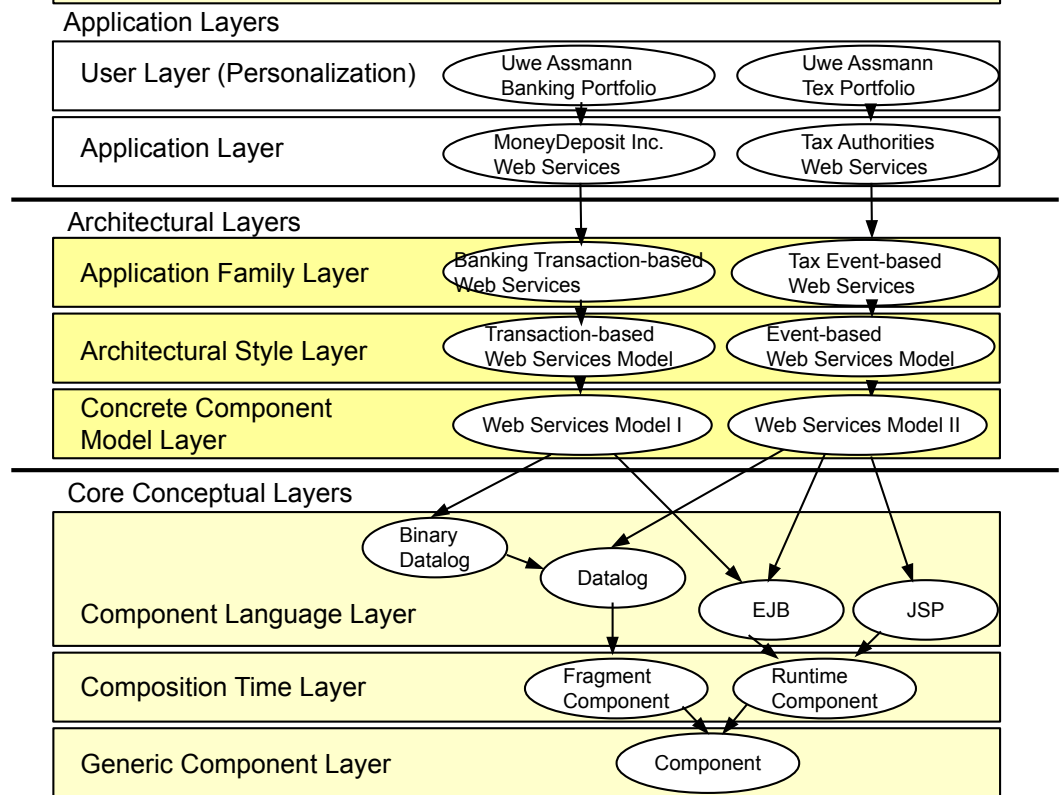 Application Layers
User Layer (Personalization)
Uwe Assmann
Banking Portfolio
Uwe Assmann
Tex Portfolio
Application Layer
MoneyDeposit Inc.
Web Services
Tax Authorities
Web Services
Architectural Layers
Application Family Layer
Banking Transaction-based
Web Services
Tax Event-based
Web Services
Architectural Style Layer
Transaction-based
Web Services Model
Event-based
Web Services Model
Concrete Component
Model Layer
Web Services Model I
Web Services Model II
Core Conceptual Layers
Binary
Datalog
Datalog
Component Language Layer
EJB
JSP
Composition Time Layer
Fragment
Component
Runtime
Component
Generic Component Layer
Component